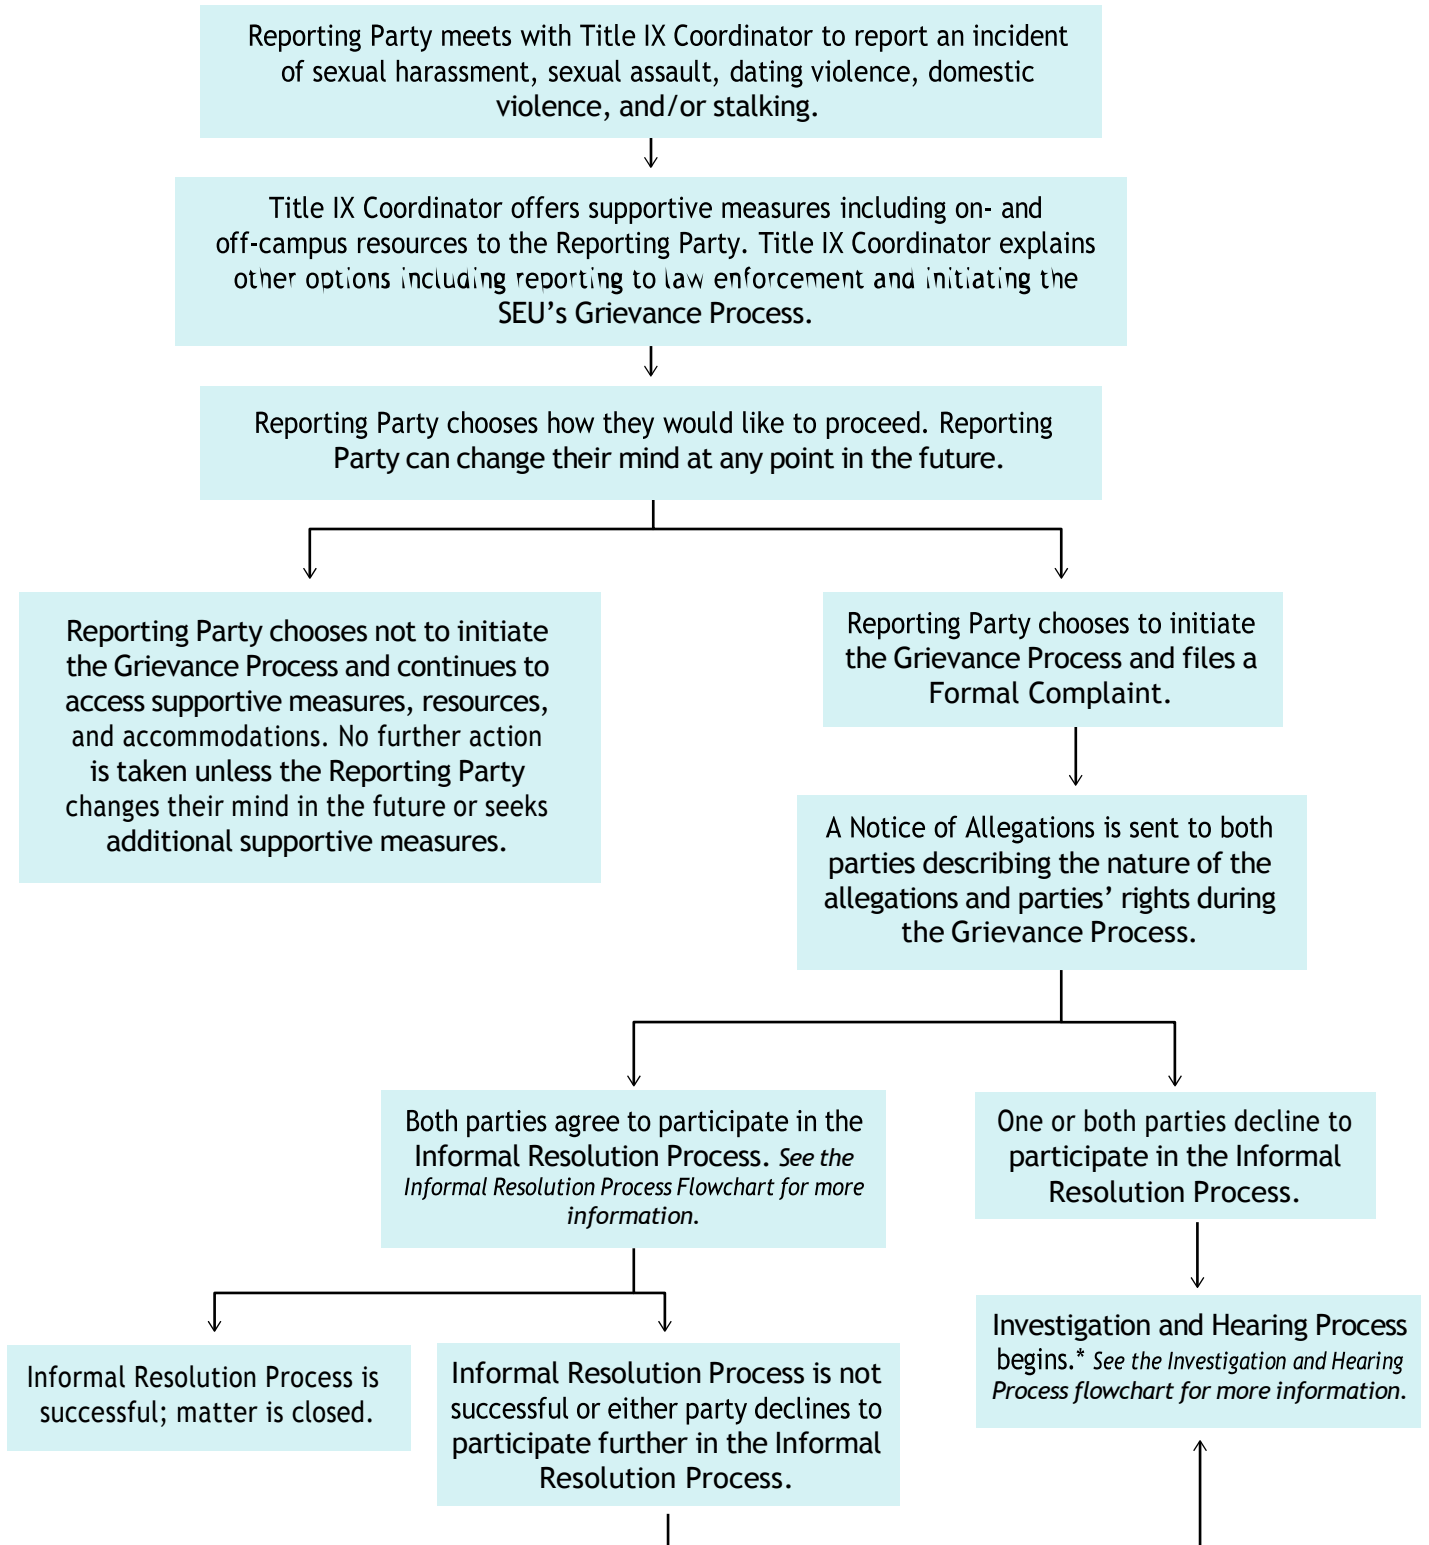 Reporting Party meets with Title IX Coordinator to report an incident
of sexual harassment, sexual assault, dating violence, domestic
violence, and/or stalking.
Title IX Coordinator offers supportive measures including on- and
off-campus resources to the Reporting Party. Title IX Coordinator explains
other options including reporting to law enforcement and initiating the
SEU’s Grievance Process.
Reporting Party chooses how they would like to proceed. Reporting
Party can change their mind at any point in the future.
Reporting Party chooses not to initiate
the Grievance Process and continues to
access supportive measures, resources,
and accommodations. No further action
is taken unless the Reporting Party
changes their mind in the future or seeks
additional supportive measures.
Reporting Party chooses to initiate
the Grievance Process and files a
Formal Complaint.
A Notice of Allegations is sent to both
parties describing the nature of the
allegations and parties’ rights during
the Grievance Process.
Both parties agree to participate in the
Informal Resolution Process. See the
Informal Resolution Process Flowchart for more
information.
One or both parties decline to
participate in the Informal
Resolution Process.
Informal Resolution Process is
successful; matter is closed.
Informal Resolution Process is not
successful or either party declines to
participate further in the Informal
Resolution Process.
Investigation and Hearing Process
begins.* See the Investigation and Hearing
Process flowchart for more information.